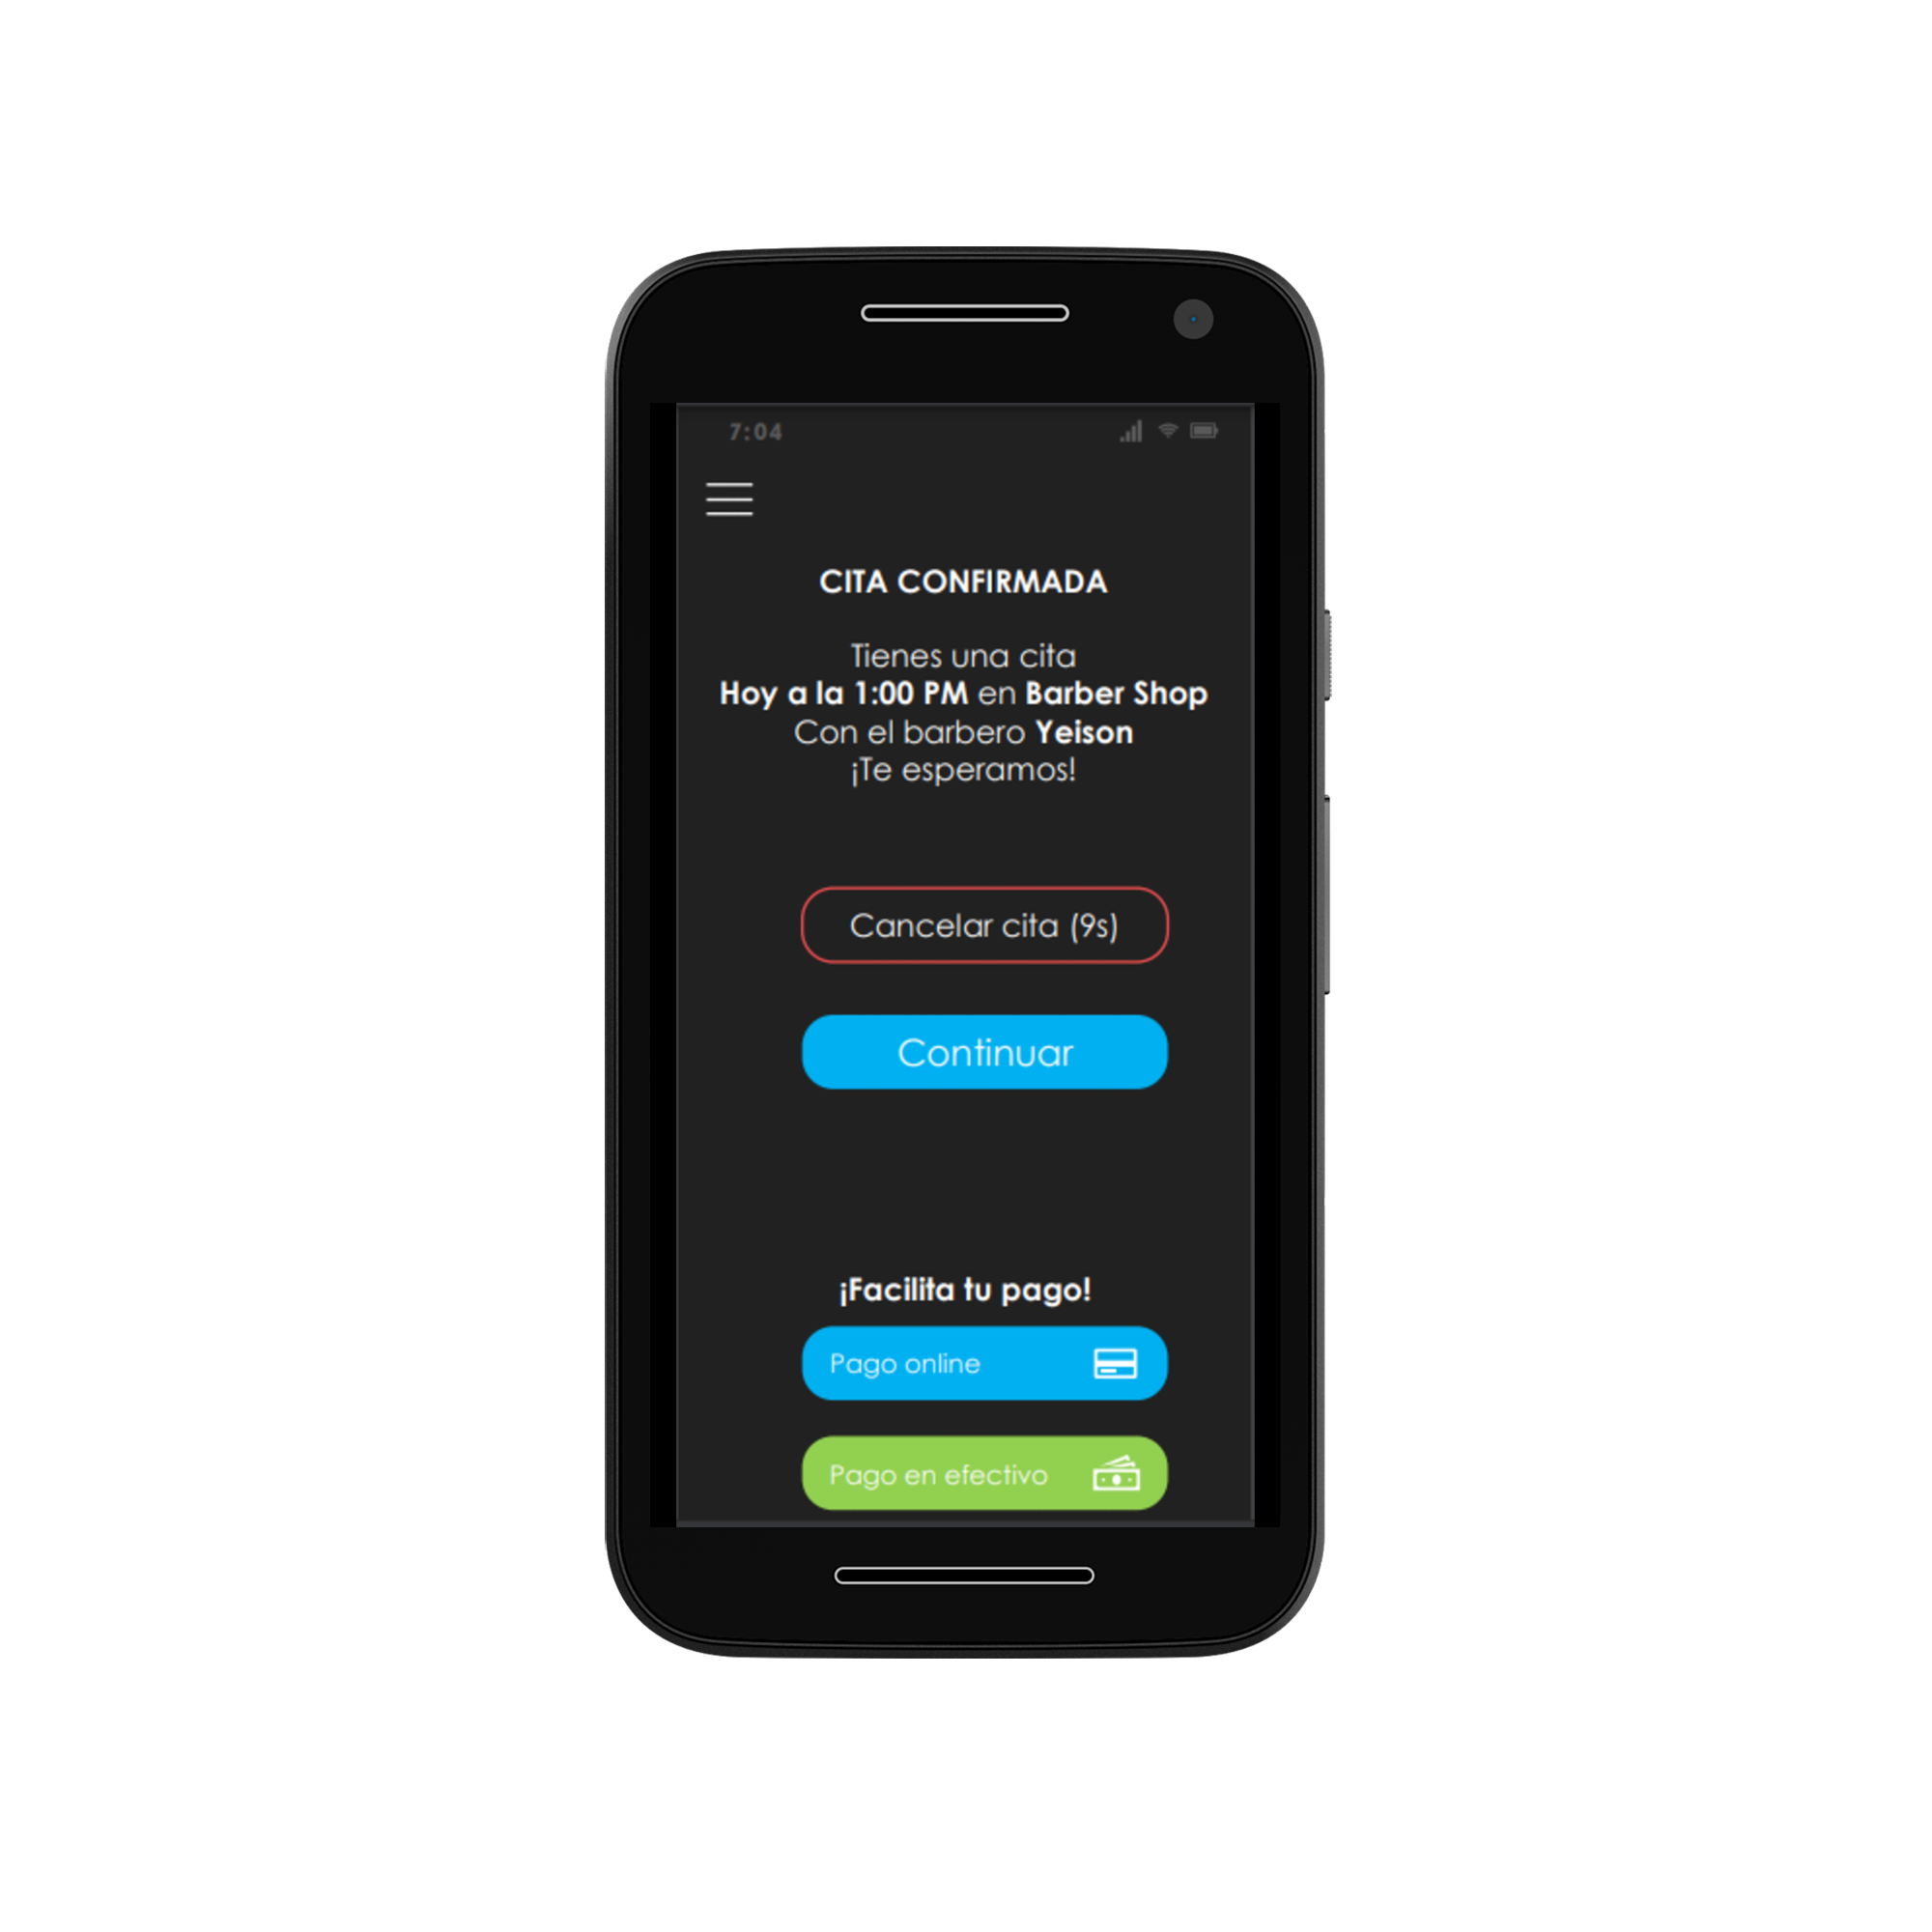 7:04
CITA CONFIRMADA
Tienes una cita
Hoy a la 1:00 PM en Barber Shop
Con el barbero Yeison
¡Te esperamos!
Cancelar cita (9s)
Continuar
¡Facilita tu pago!
Pago online
Pago en efectivo